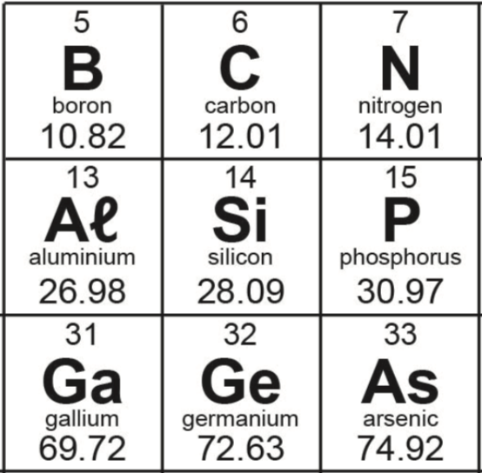 5 6 7
B C N
boron carbon nitrogen
10.82 12.01 14.01
13 14 15
Aℓ Si P
aluminium silicon phosphorus
26.98 28.09 30.97
31 32 33
Ga Ge As
gallium germanium arsenic
69.72 72.63 74.92